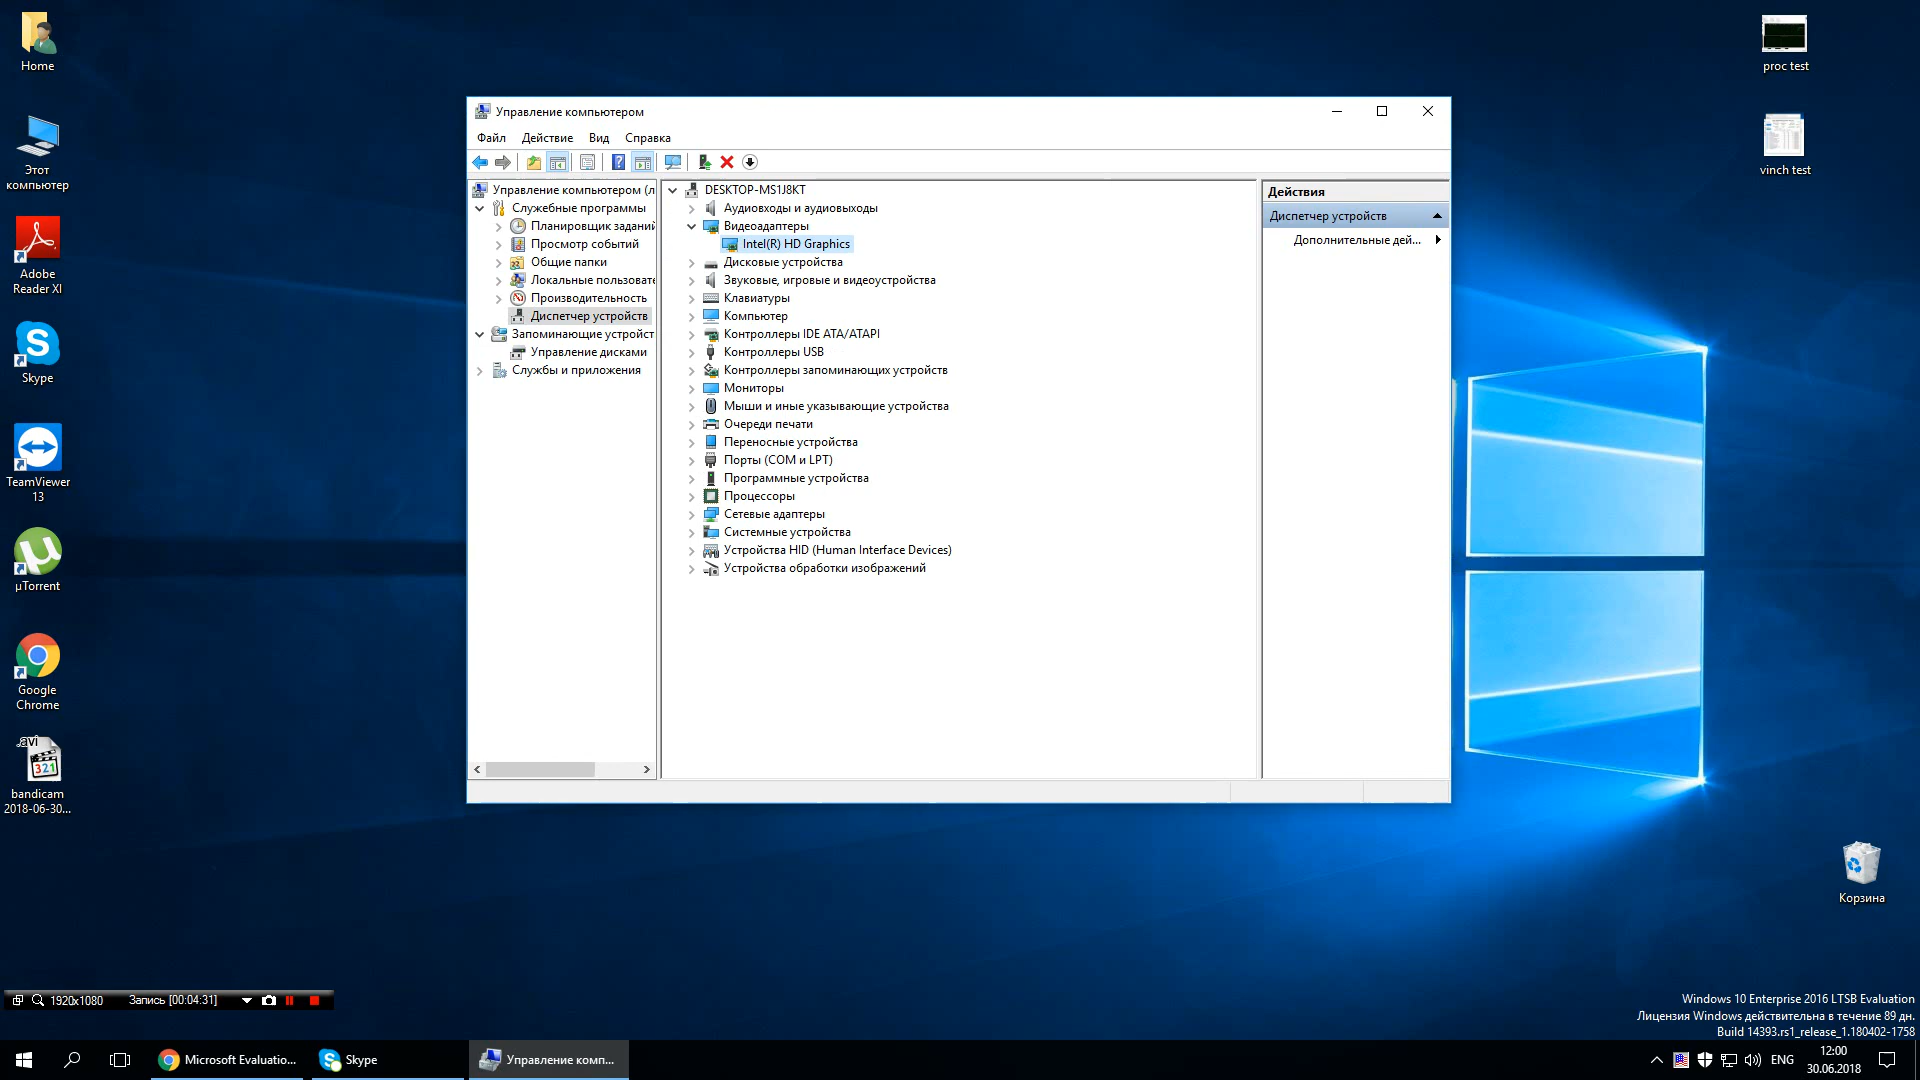 Home
Этот
компьютер
Adobe
Reader XI
Skype
TeamViewer
13
µTorrent
Google
Chrome
.avi
321
bandicam
2018-06-30...
proc test
vinch test
Корзина
Управление компьютером
Файл Действие Вид Справка
Управление компьютером (л
Служебные программы
Планировщик заданий
Просмотр событий
Общие папки
Локальные пользовате
Производительность
Диспетчер устройств
Запоминающие устройст
Управление дисками
Службы и приложения
DESKTOP-MS1J8KT
Аудиовходы и аудиовыходы
Видеоадаптеры
Intel(R) HD Graphics
Дисковые устройства
Звуковые, игровые и видеоустройства
Клавиатуры
Компьютер
Контроллеры IDE ATA/ATAPI
Контроллеры USB
Контроллеры запоминающих устройств
Мониторы
Мыши и иные указывающие устройства
Очереди печати
Переносные устройства
Порты (COM и LPT)
Программные устройства
Процессоры
Сетевые адаптеры
Системные устройства
Устройства HID (Human Interface Devices)
Устройства обработки изображений
Действия
Диспетчер устройств
Дополнительные дей...
1920x1080 Запись [00:04:31]
Windows 10 Enterprise 2016 LTSB Evaluation
Лицензия Windows действительна в течение 89 дн.
Build 14393.rs1_release_1.180402-1758
Microsoft Evaluatio...
Skype
Управление комп...
ENG
12:00
30.06.2018